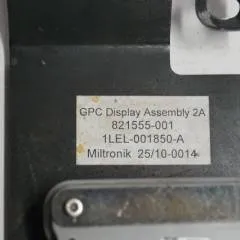 GPC Display Assembly 2A
821555-001
1LEL-001850-A
Miltronik 25/10-0014